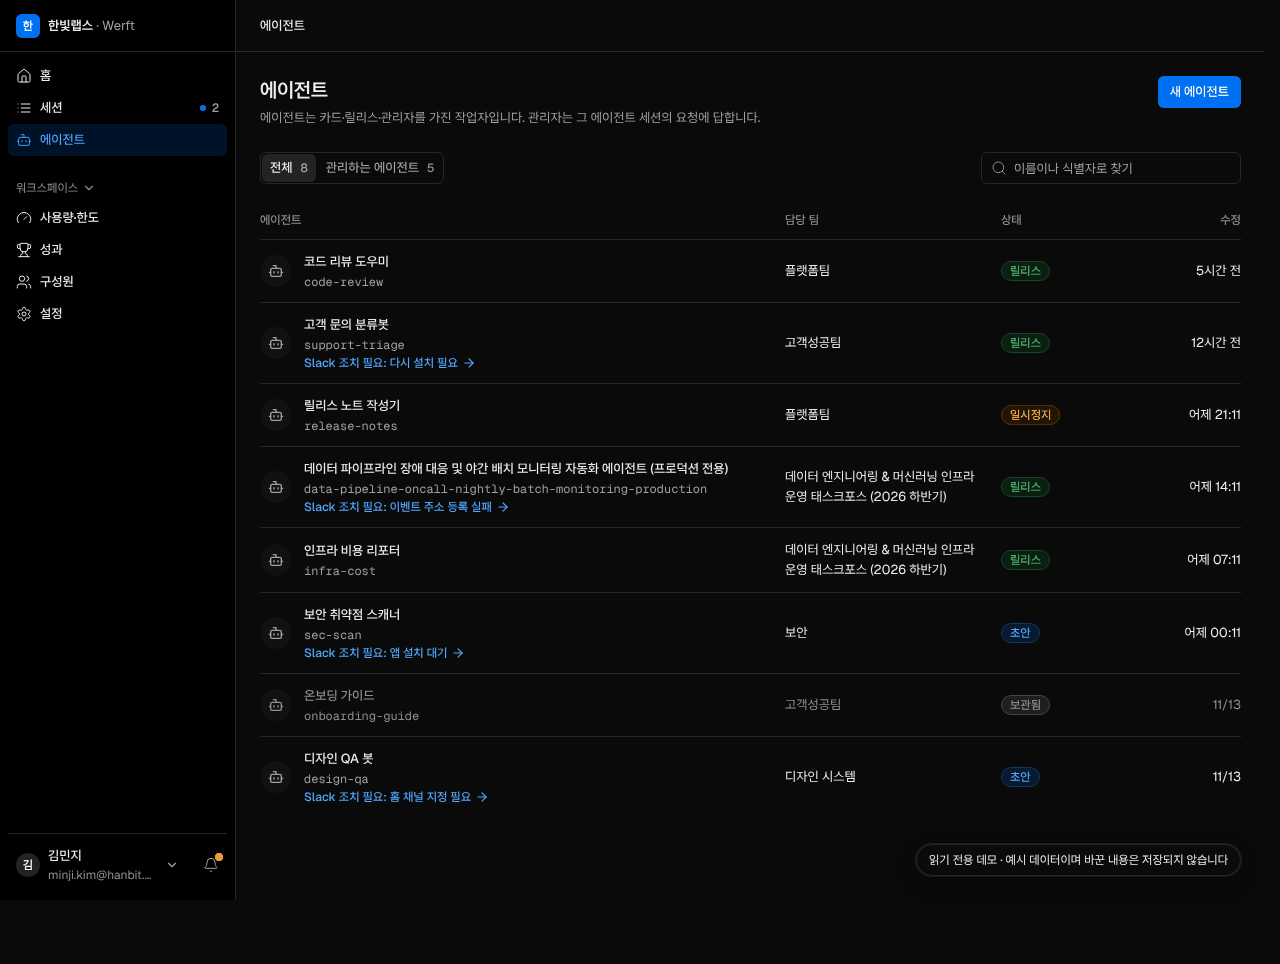 한 한빛랩스 · Werft
홈
세션 2
에이전트
워크스페이스
사용량·한도
성과
구성원
설정
김 김민지
minji.kim@hanbit....
에이전트
에이전트
에이전트는 카드·릴리스·관리자를 가진 작업자입니다. 관리자는 그 에이전트 세션의 요청에 답합니다.
새 에이전트
전체 8 관리하는 에이전트 5
이름이나 식별자로 찾기
에이전트 담당 팀 상태 수정
코드 리뷰 도우미
code-review
플랫폼팀 릴리스 5시간 전
고객 문의 분류봇
support-triage
Slack 조치 필요: 다시 설치 필요 →
고객성공팀 릴리스 12시간 전
릴리스 노트 작성기
release-notes
플랫폼팀 일시정지 어제 21:11
데이터 파이프라인 장애 대응 및 야간 배치 모니터링 자동화 에이전트 (프로덕션 전용)
data-pipeline-oncall-nightly-batch-monitoring-production
Slack 조치 필요: 이벤트 주소 등록 실패 →
데이터 엔지니어링 & 머신러닝 인프라
운영 태스크포스 (2026 하반기)
릴리스 어제 14:11
인프라 비용 리포터
infra-cost
데이터 엔지니어링 & 머신러닝 인프라
운영 태스크포스 (2026 하반기)
릴리스 어제 07:11
보안 취약점 스캐너
sec-scan
Slack 조치 필요: 앱 설치 대기 →
보안 초안 어제 00:11
온보딩 가이드
onboarding-guide
고객성공팀 보관됨 11/13
디자인 QA 봇
design-qa
Slack 조치 필요: 홈 채널 지정 필요 →
디자인 시스템 초안 11/13
읽기 전용 데모 · 예시 데이터이며 바꾼 내용은 저장되지 않습니다